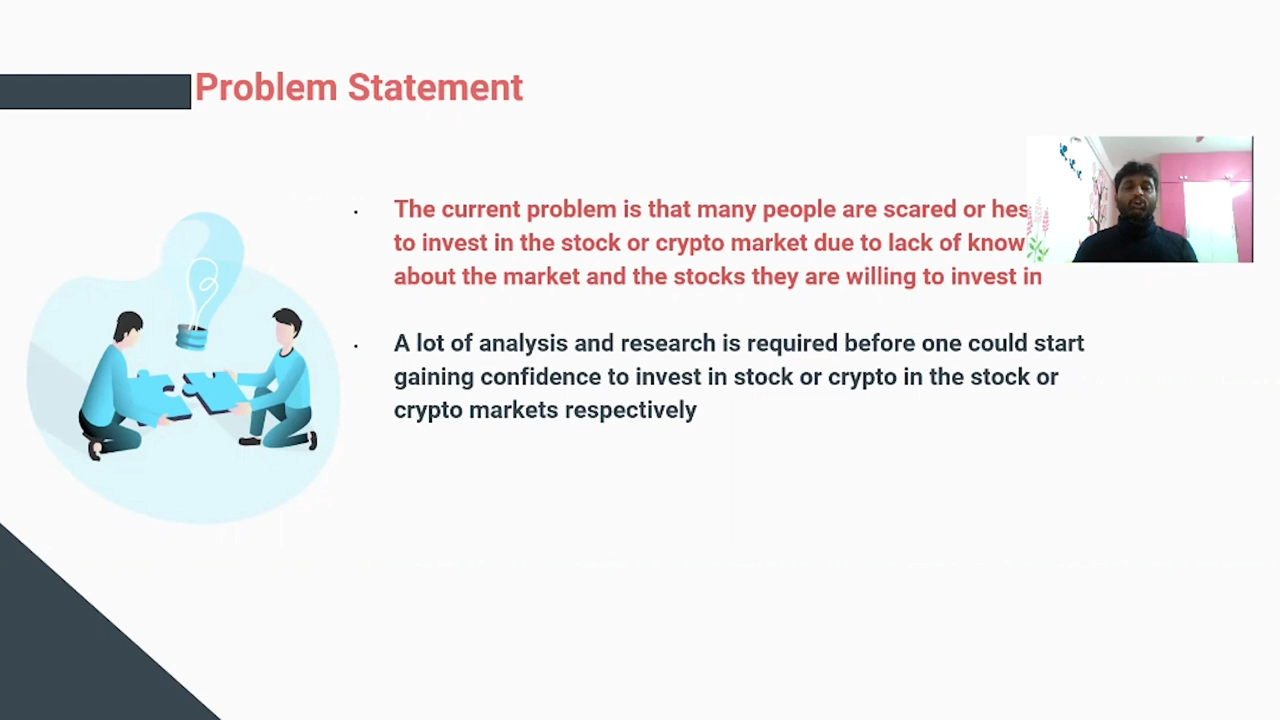 Problem Statement
The current problem is that many people are scared or
to invest in the stock or crypto market due to lack of
about the market and the stocks they are willing to invest in
A lot of analysis and research is required before one could start
gaining confidence to invest in stock or crypto in the stock or
crypto markets respectively